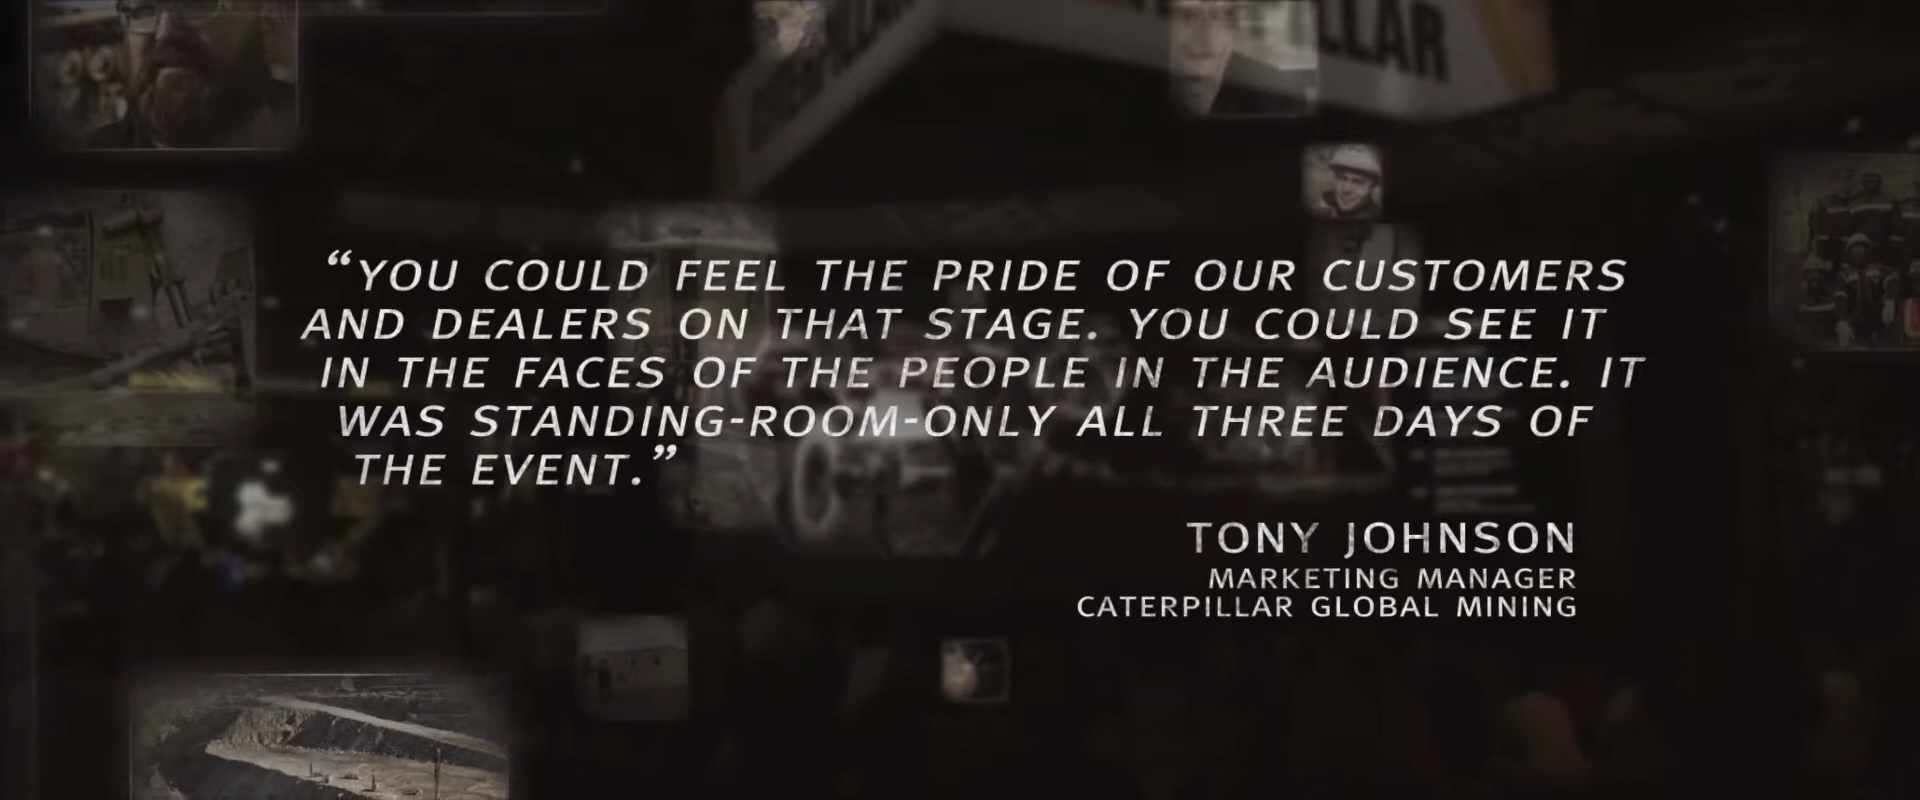 PILLAR
“YOU COULD FEEL THE PRIDE OF OUR CUSTOMERS
AND DEALERS ON THAT STAGE. YOU COULD SEE IT
IN THE FACES OF THE PEOPLE IN THE AUDIENCE. IT
WAS STANDING-ROOM-ONLY ALL THREE DAYS OF
THE EVENT.”
TONY JOHNSON
MARKETING MANAGER
CATERPILLAR GLOBAL MINING